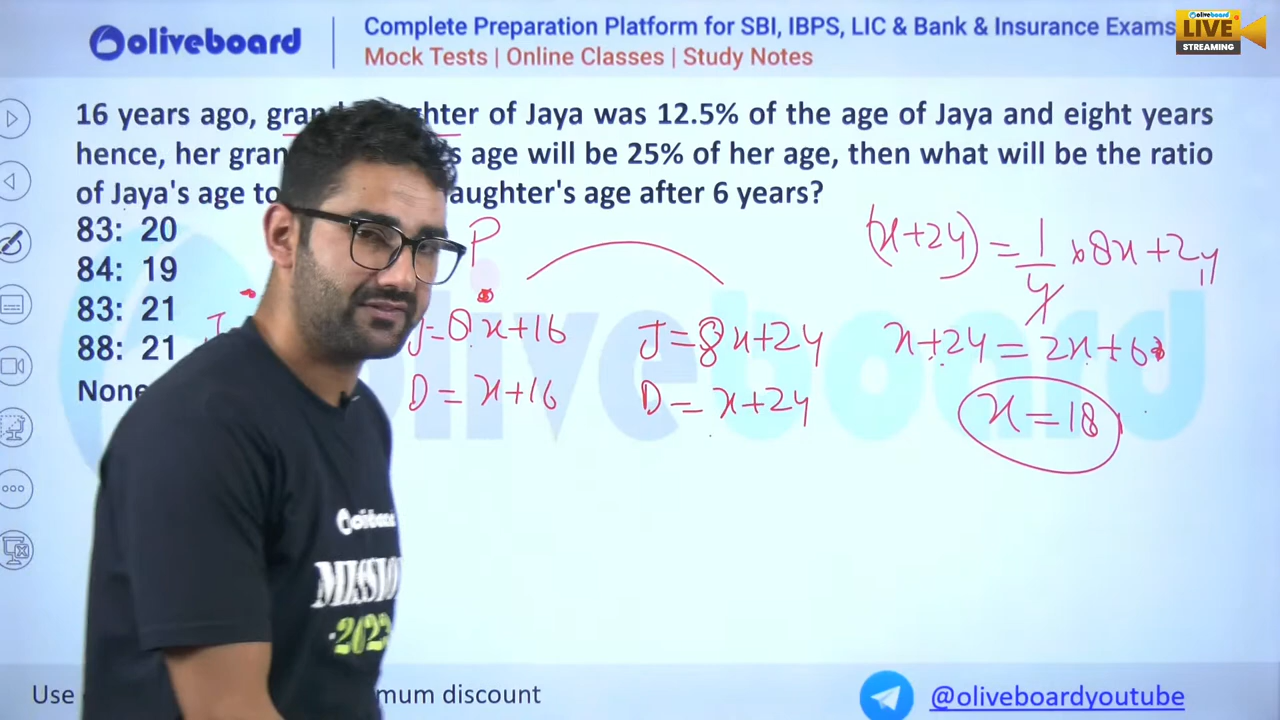 oliveboard
Complete Preparation Platform for SBI, IBPS, LIC & Bank & Insurance Exams
Mock Tests | Online Classes | Study Notes
oliveboard
LIVE
STREAMING
16 years ago, of Jaya was 12.5% of the age of Jaya and eight years
hence, her age will be 25% of her age, then what will be the ratio
of Jaya's age to age after 6 years?
83: 20
84: 19
83: 21
88: 21
None
P
J=8x+16
D=x+16
J=8x+24
D=x+24
(x+24)=1/4×8x+24
x+24=2x+6
x=18
oliveboard
MISSIO
2023
Use
mum discount
@oliveboardyoutube